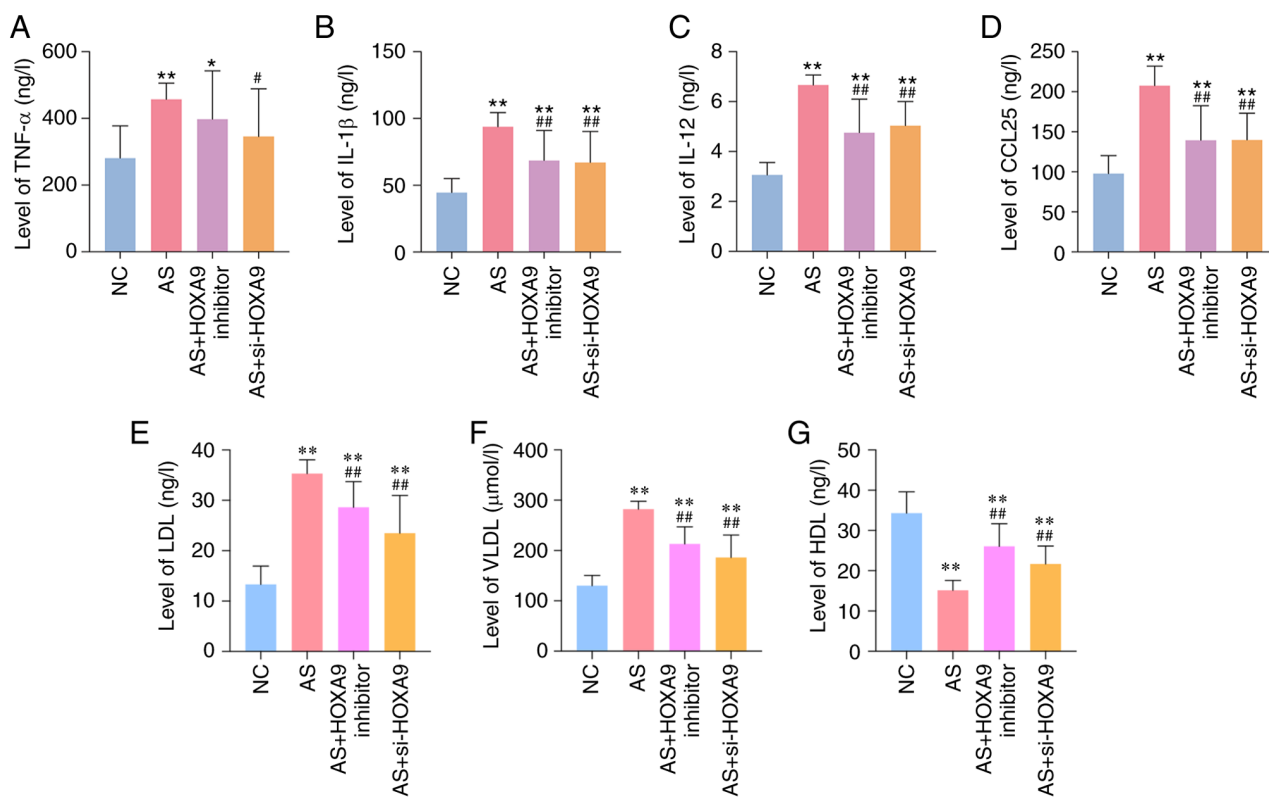 A
Level of TNF-α (ng/l)
600
400
200
0
**
*
#
NC
AS
AS+HOXA9
inhibitor
AS+si-HOXA9
B
Level of IL-1β (ng/l)
150
100
50
0
**
**
##
**
##
NC
AS
AS+HOXA9
inhibitor
AS+si-HOXA9
C
Level of IL-12 (ng/l)
8
6
4
2
0
**
**
##
**
##
NC
AS
AS+HOXA9
inhibitor
AS+si-HOXA9
D
Level of CCL25 (ng/l)
250
200
150
100
50
0
**
**
##
**
##
NC
AS
AS+HOXA9
inhibitor
AS+si-HOXA9
E
Level of LDL (ng/l)
40
30
20
10
0
**
**
##
**
##
NC
AS
AS+HOXA9
inhibitor
AS+si-HOXA9
F
Level of VLDL (μmol/l)
400
300
200
100
0
**
**
##
**
##
NC
AS
AS+HOXA9
inhibitor
AS+si-HOXA9
G
Level of HDL (ng/l)
50
40
30
20
10
0
**
**
##
**
##
NC
AS
AS+HOXA9
inhibitor
AS+si-HOXA9